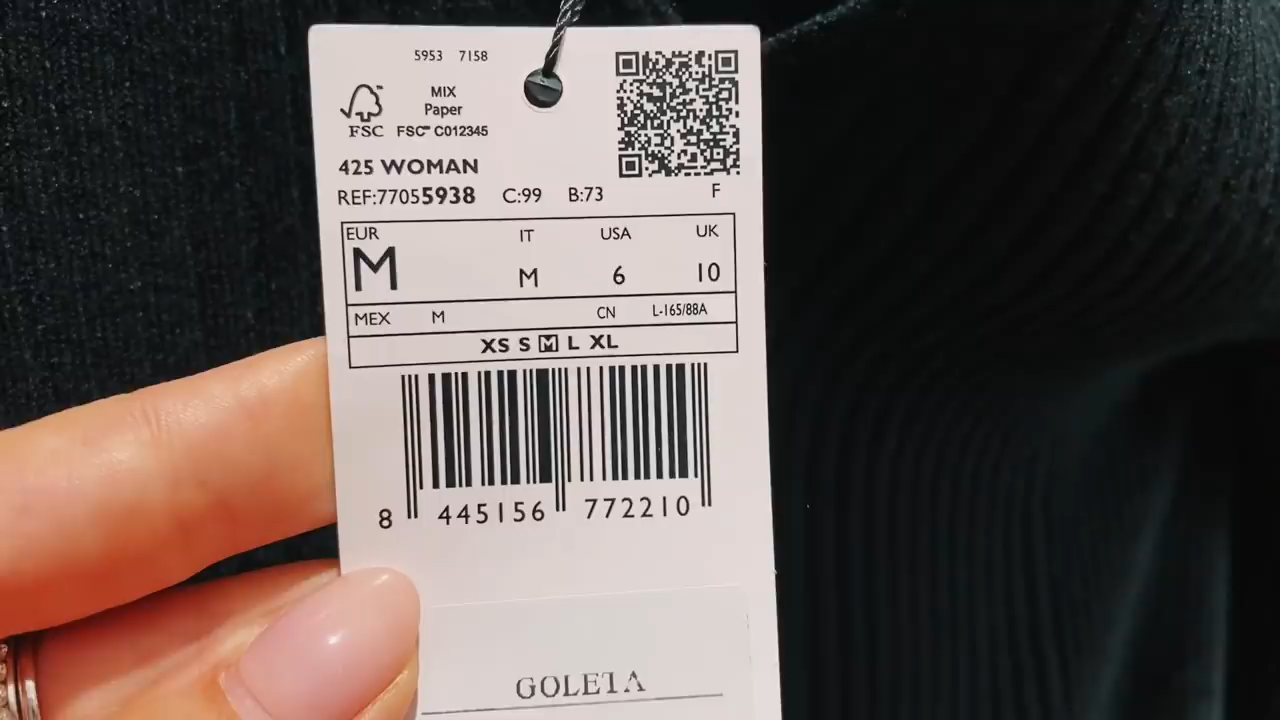 5953 7158
MIX
Paper
FSC FSC™ C012345
425 WOMAN
REF:77055938 C:99 B:73 F
EUR IT USA UK
M M 6 10
MEX M CN L-165/88A
XS S M L XL
8 445156 772210
GOLETA